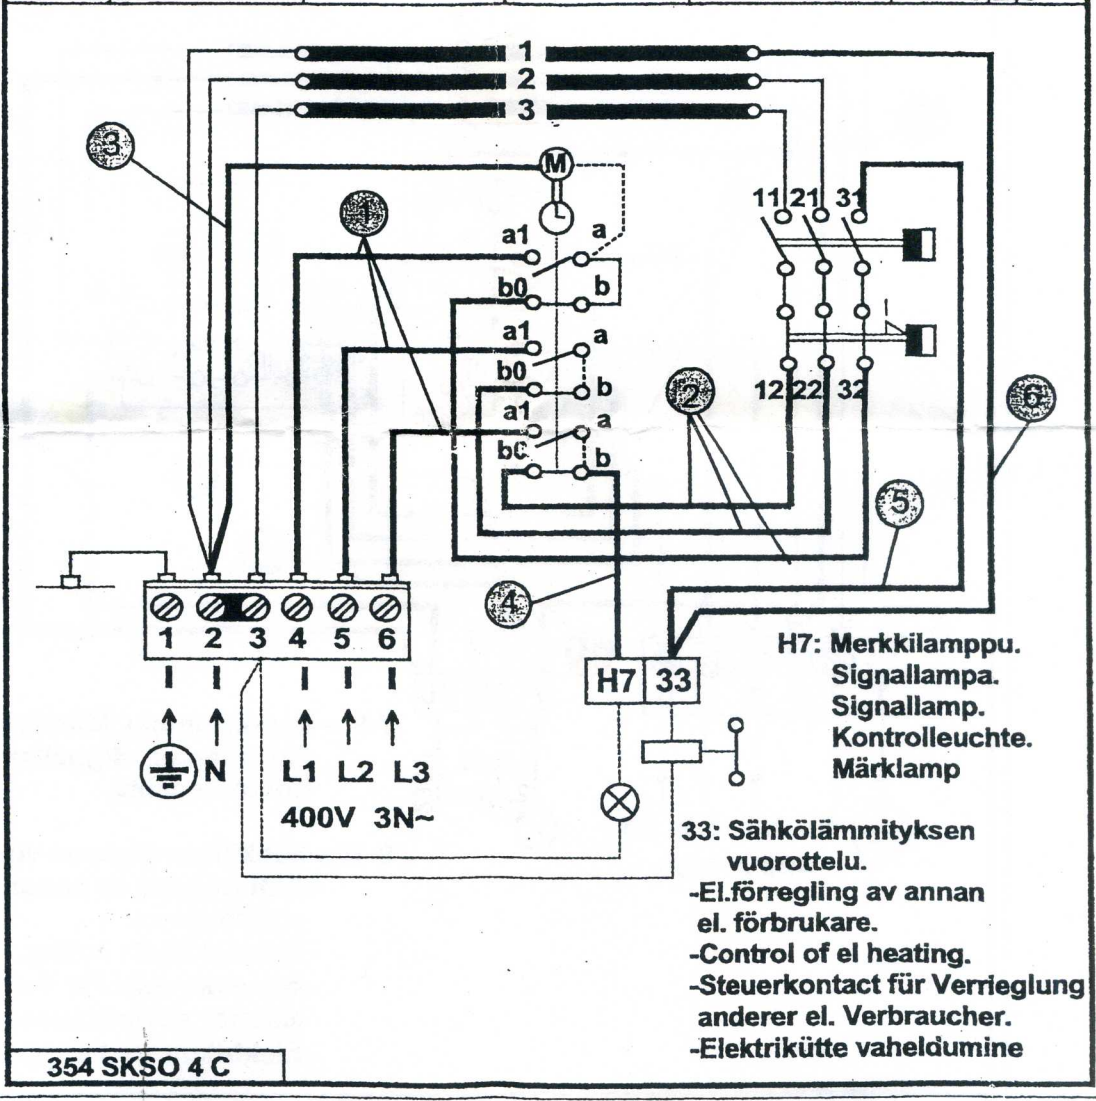 1
2
3
3
M
1
a1
a
b0
b
a1
a
b0
b
a1
a
b0
b
11 21 31
12 22 32
2
6
5
4
1 2 3 4 5 6
H7 33
N L1 L2 L3
400V 3N~
H7: Merkkilamppu.
Signallampa.
Signallamp.
Kontrolleuchte.
Märklamp
33: Sähkölämmityksen
vuorottelu.
-El.förregling av annan
el. förbrukare.
-Control of el heating.
-Steuerkontact für Verrieglung
anderer el. Verbraucher.
-Elektrikütte vaheldumine
354 SKSO 4 C